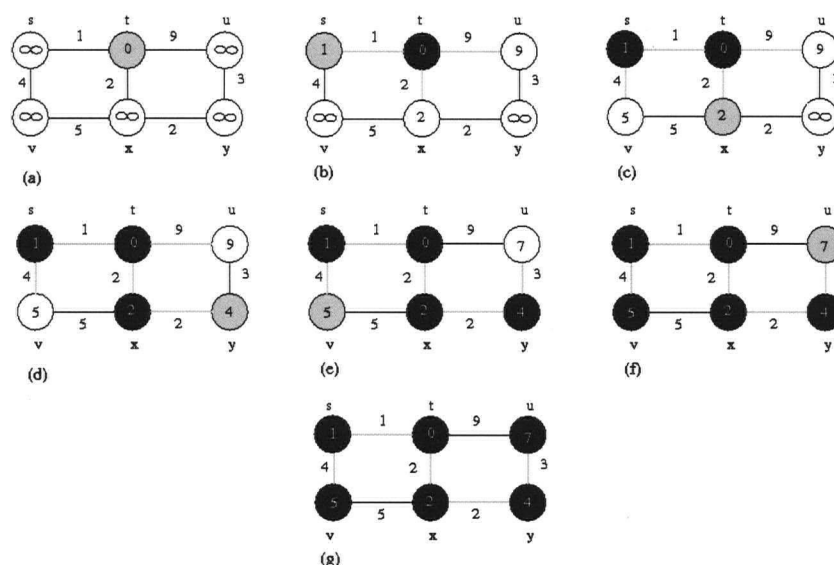 s t u
1 9
∞ 0 ∞
4 2 3
∞ ∞ ∞
5 2
v x y
(a)
s t u
1 9
1 0 9
4 2 3
∞ 2 ∞
5 2
v x y
(b)
s t u
1 9
1 0 9
4 2
5 2 ∞
5 2
v x y
(c)
s t u
1 9
1 0 9
4 2 3
5 2 4
5 2
v x y
(d)
s t u
1 9
1 0 7
4 2 3
5 2 4
5 2
v x y
(e)
s t u
1 9
1 0 7
4 2 3
5 2 4
5 2
v x y
(f)
s t u
1 9
1 0 7
4 2 3
5 2 4
5 2
v x y
(g)